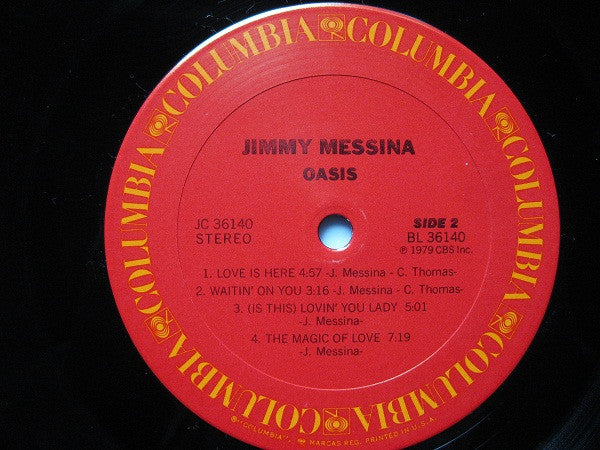 COLUMBIA COLUMBIA COLUMBIA COLUMBIA COLUMBIA COLUMBIA
JIMMY MESSINA
OASIS
JC 36140
STEREO
SIDE 2
BL 36140
℗ 1979 CBS Inc.
1. LOVE IS HERE 4:57 -J. Messina - C. Thomas-
2. WAITIN' ON YOU 3:16 -J. Messina - C. Thomas-
3. (IS THIS) LOVIN' YOU LADY 5:01
-J. Messina-
4. THE MAGIC OF LOVE 7:19
-J. Messina-
® "COLUMBIA", MARCAS REG. PRINTED IN U.S.A.